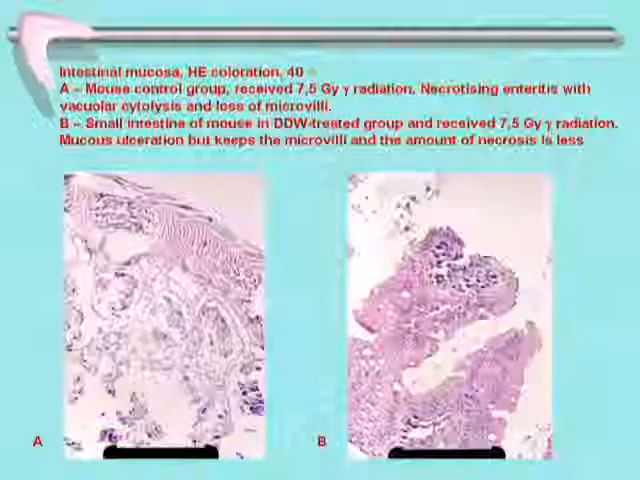 Intestinal mucosa, HE coloration, 40 ×
A – Mouse control group, received 7,5 Gy γ radiation. Necrotising enteritis with
vacuolar cytolysis and loss of microvilli.
B – Small intestine of mouse in DDW-treated group and received 7,5 Gy γ radiation.
Mucous ulceration but keeps the microvilli and the amount of necrosis is less
A
B